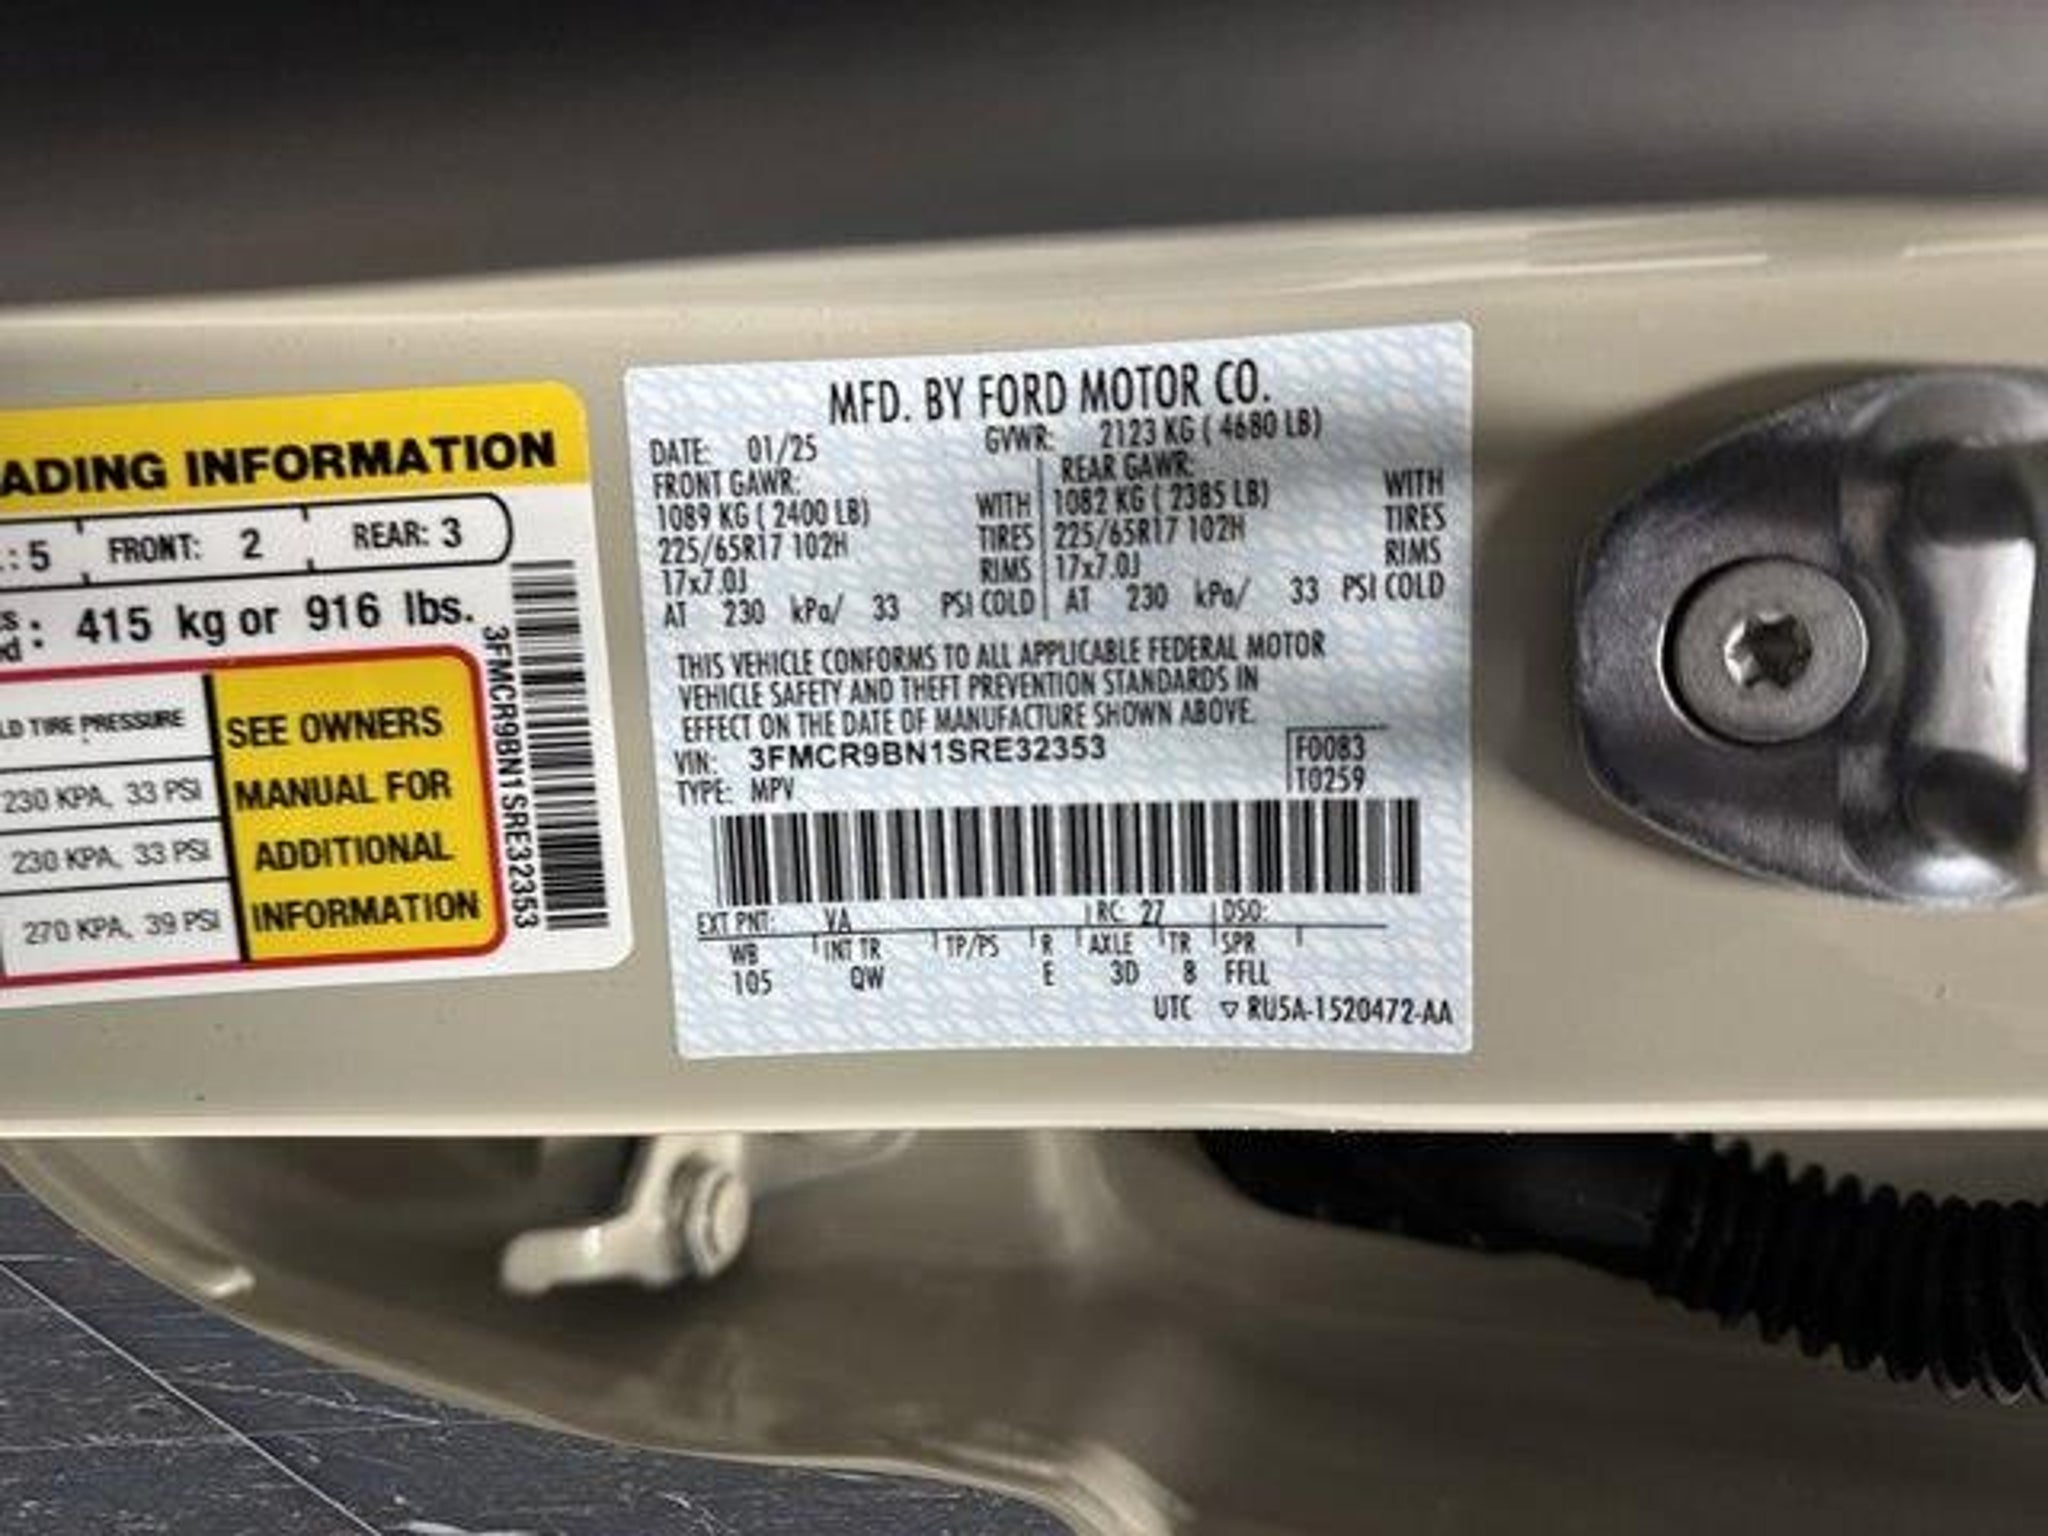 ADING INFORMATION
: 5 FRONT: 2 REAR: 3
415 kg or 916 lbs.
LD TIRE PRESSURE
230 KPA, 33 PSI
230 KPA, 33 PSI
270 KPA, 39 PSI
SEE OWNERS
MANUAL FOR
ADDITIONAL
INFORMATION
3FMCR9BN1SRE32353
MFD. BY FORD MOTOR CO.
DATE: 01/25 GVWR: 2123 KG ( 4680 LB)
FRONT GAWR: REAR GAWR:
1089 KG ( 2400 LB) WITH 1082 KG ( 2385 LB) WITH
225/65R17 102H TIRES 225/65R17 102H TIRES
17x7.0J RIMS 17x7.0J RIMS
AT 230 kPa/ 33 PSI COLD AT 230 kPa/ 33 PSI COLD
THIS VEHICLE CONFORMS TO ALL APPLICABLE FEDERAL MOTOR
VEHICLE SAFETY AND THEFT PREVENTION STANDARDS IN
EFFECT ON THE DATE OF MANUFACTURE SHOWN ABOVE.
VIN: 3FMCR9BN1SRE32353 F0083
TYPE: MPV T0259
EXT PNT: VA RC: 27 DSO:
WB INT TR TP/PS R AXLE TR SPR
105 QW E 3D 8 FFLL
UTC ▽ RU5A-1520472-AA